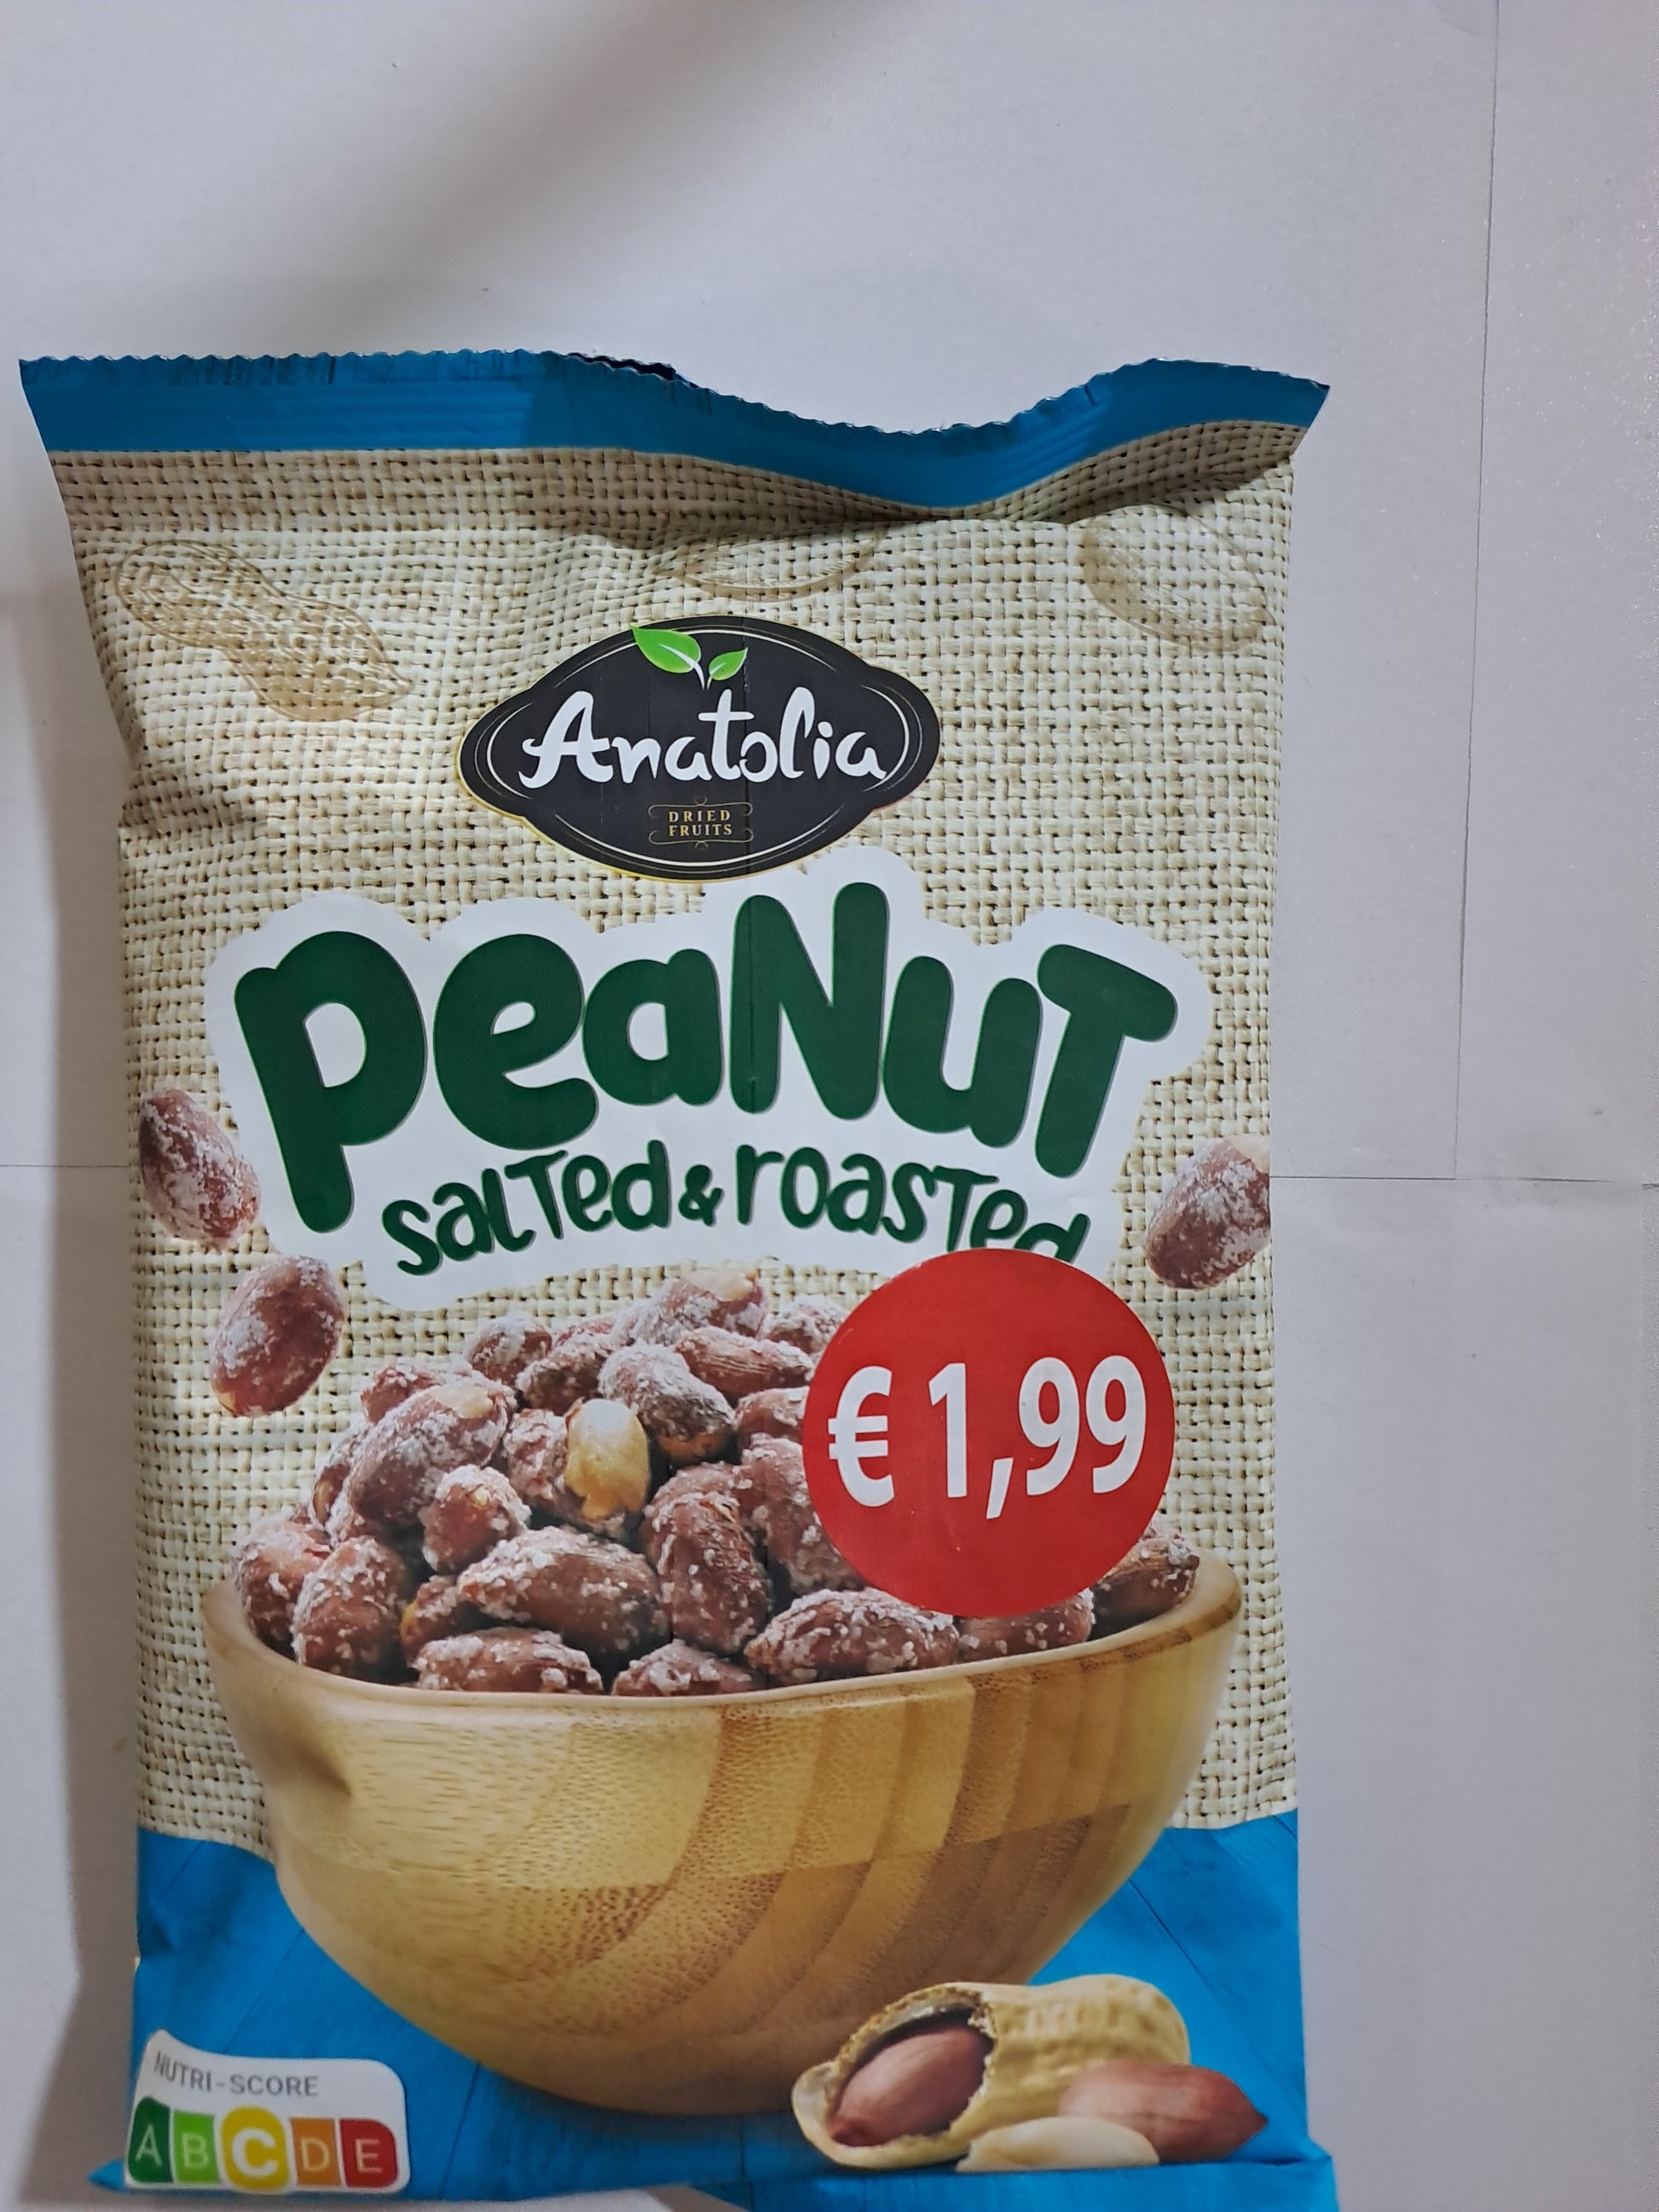 Anatolia
DRIED
FRUITS
PeaNuT
salTed & roasTed
€ 1,99
NUTRI-SCORE
A B C D E